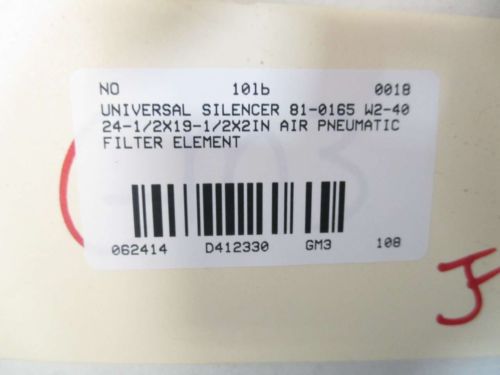 NO 101b 0018
UNIVERSAL SILENCER 81-0165 W2-40
24-1/2X19-1/2X2IN AIR PNEUMATIC
FILTER ELEMENT
062414 D412330 GM3 108